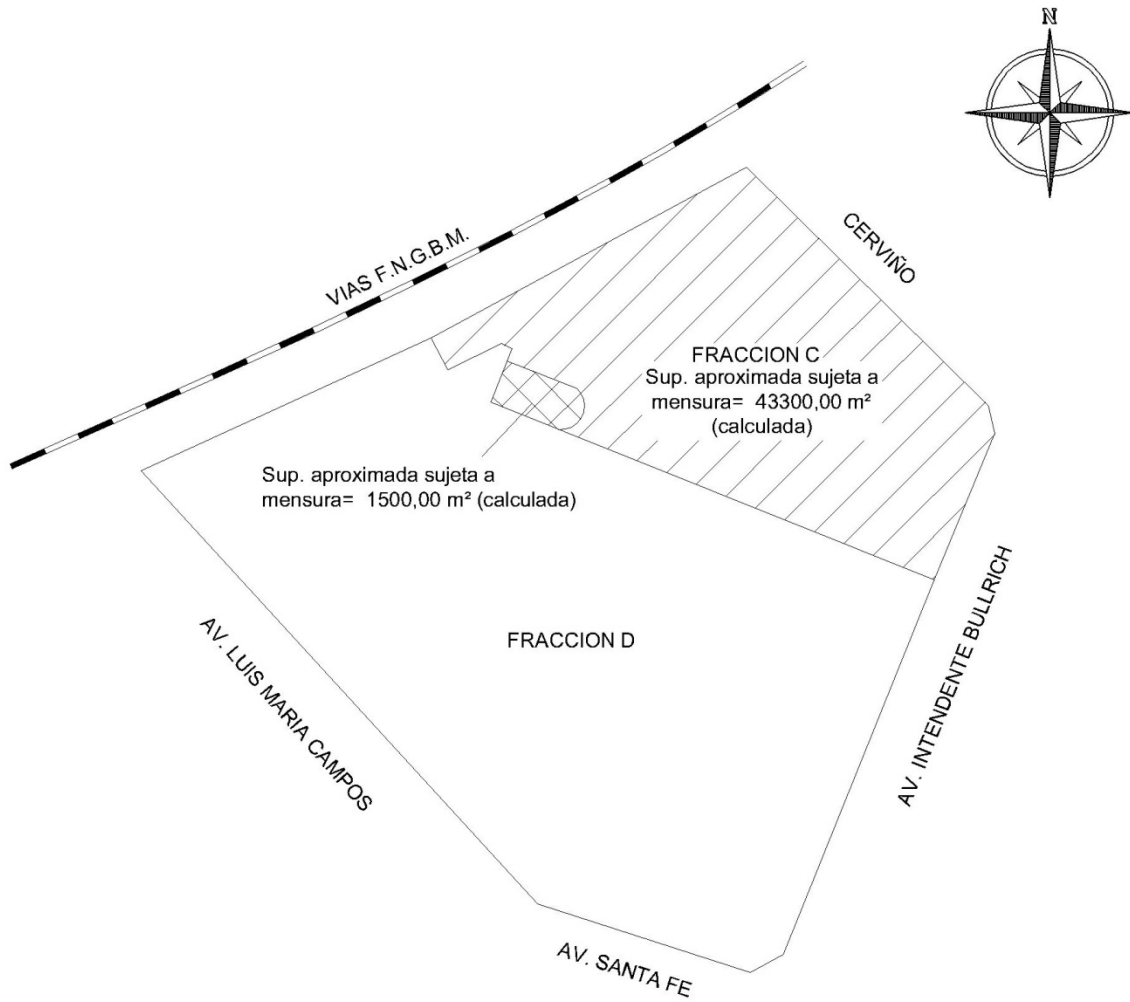 N
VIAS F.N.G.B.M.
CERVIÑO
FRACCION C
Sup. aproximada sujeta a
mensura= 43300,00 m²
(calculada)
Sup. aproximada sujeta a
mensura= 1500,00 m² (calculada)
FRACCION D
AV. LUIS MARIA CAMPOS
AV. INTENDENTE BULLRICH
AV. SANTA FE